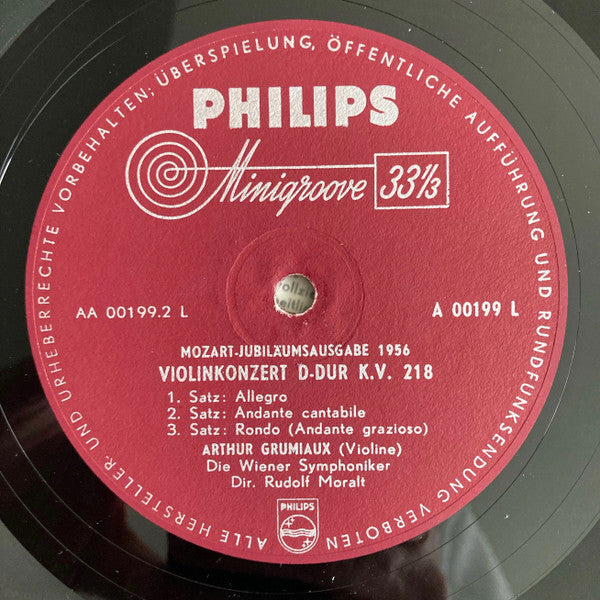 ALLE HERSTELLER- UND URHEBERRECHTE VORBEHALTEN: ÜBERSPIELUNG, ÖFFENTLICHE AUFFÜHRUNG UND RUNDFUNKSENDUNG VERBOTEN
PHILIPS
Minigroove 33⅓
AA 00199.2 L
A 00199 L
MOZART-JUBILÄUMSAUSGABE 1956
VIOLINKONZERT D-DUR K.V. 218
1. Satz: Allegro
2. Satz: Andante cantabile
3. Satz: Rondo (Andante grazioso)
ARTHUR GRUMIAUX (Violine)
Die Wiener Symphoniker
Dir. Rudolf Moralt
PHILIPS